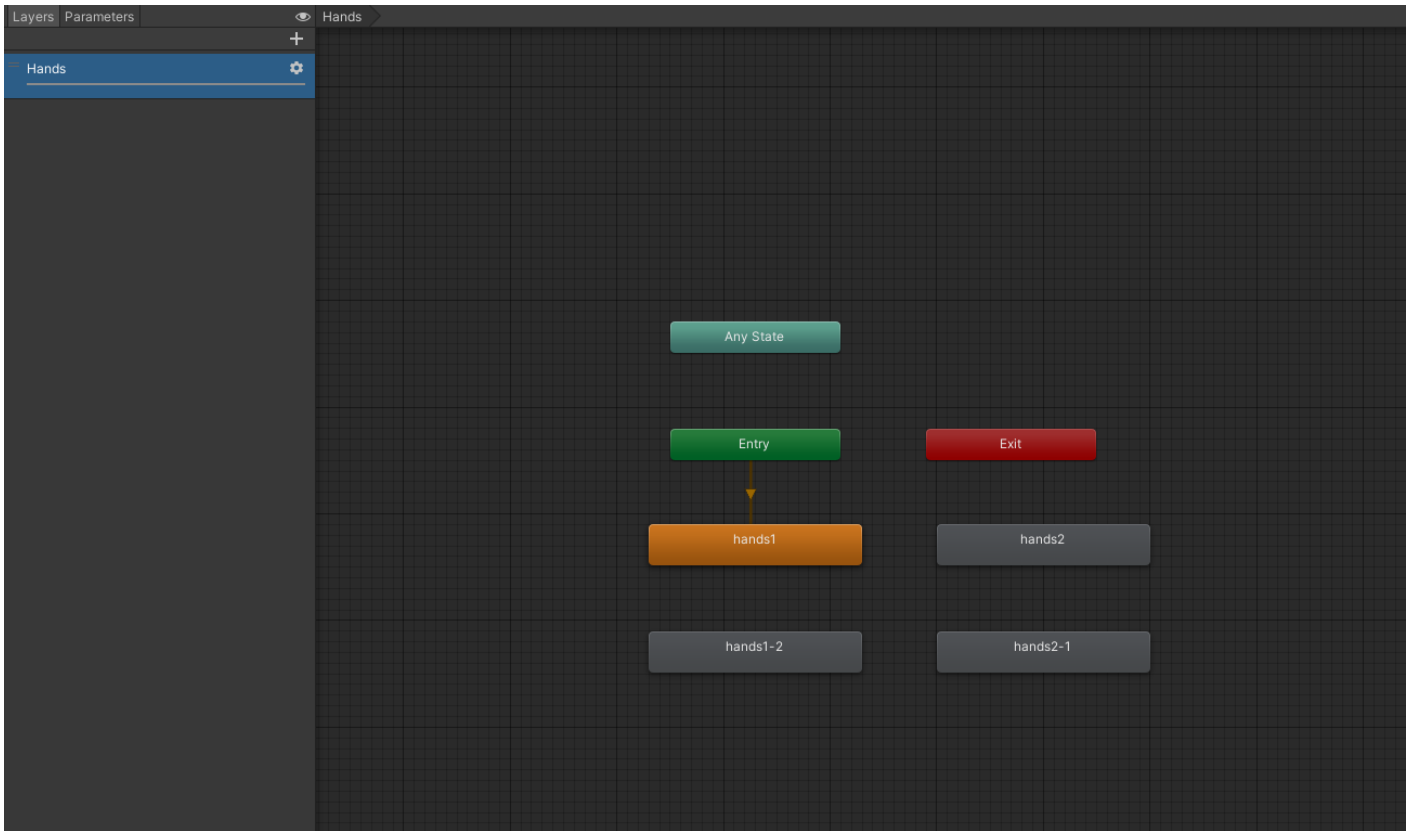 Layers Parameters
Hands
Hands
Any State
Entry
Exit
hands1
hands2
hands1-2
hands2-1